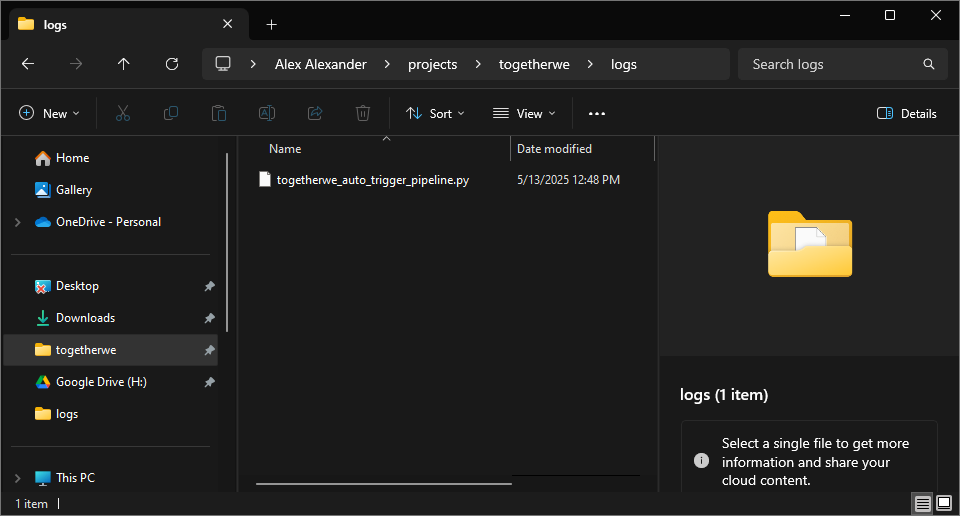 logs
Alex Alexander
projects
togetherwe
logs
Search logs
New
Sort
View
Details
Home
Gallery
OneDrive - Personal
Desktop
Downloads
togetherwe
Google Drive (H:)
logs
This PC
Name
Date modified
togetherwe_auto_trigger_pipeline.py
5/13/2025 12:48 PM
logs (1 item)
Select a single file to get more
information and share your
cloud content.
1 item